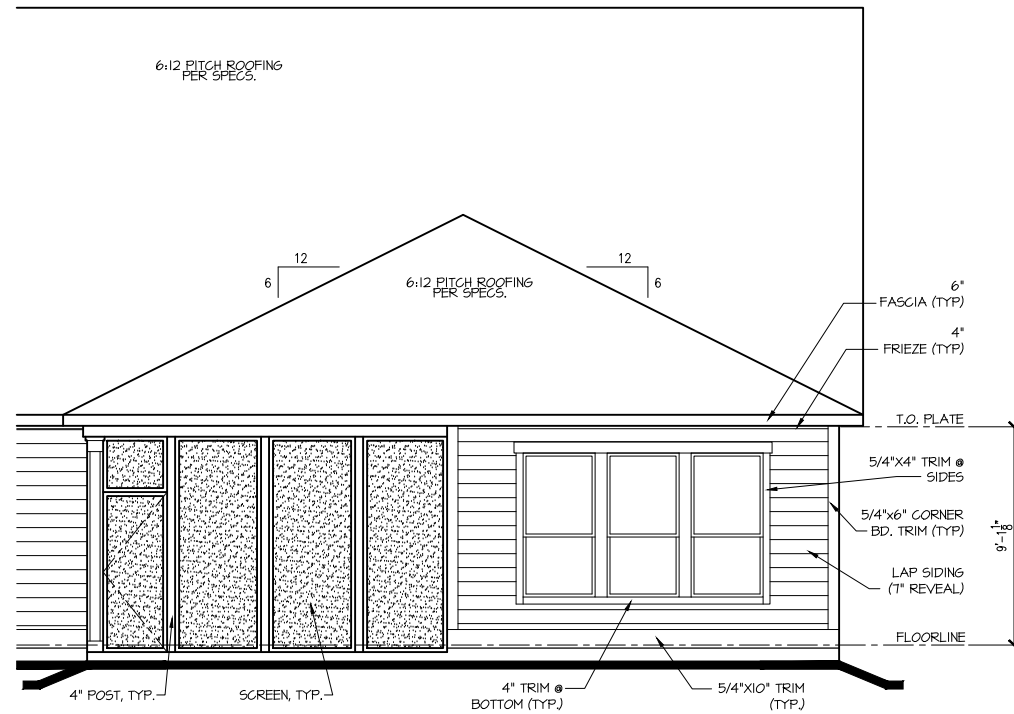 6:12 PITCH ROOFING
PER SPECS.
12
6
12
6
6:12 PITCH ROOFING
PER SPECS.
6"
FASCIA (TYP)
4"
FRIEZE (TYP)
T.O. PLATE
5/4"X4" TRIM @
SIDES
5/4"x6" CORNER
BD. TRIM (TYP)
9'-1 1/8"
LAP SIDING
(7" REVEAL)
FLOORLINE
4" POST, TYP.
SCREEN, TYP.
4" TRIM @
BOTTOM (TYP.)
5/4"X10" TRIM
(TYP.)